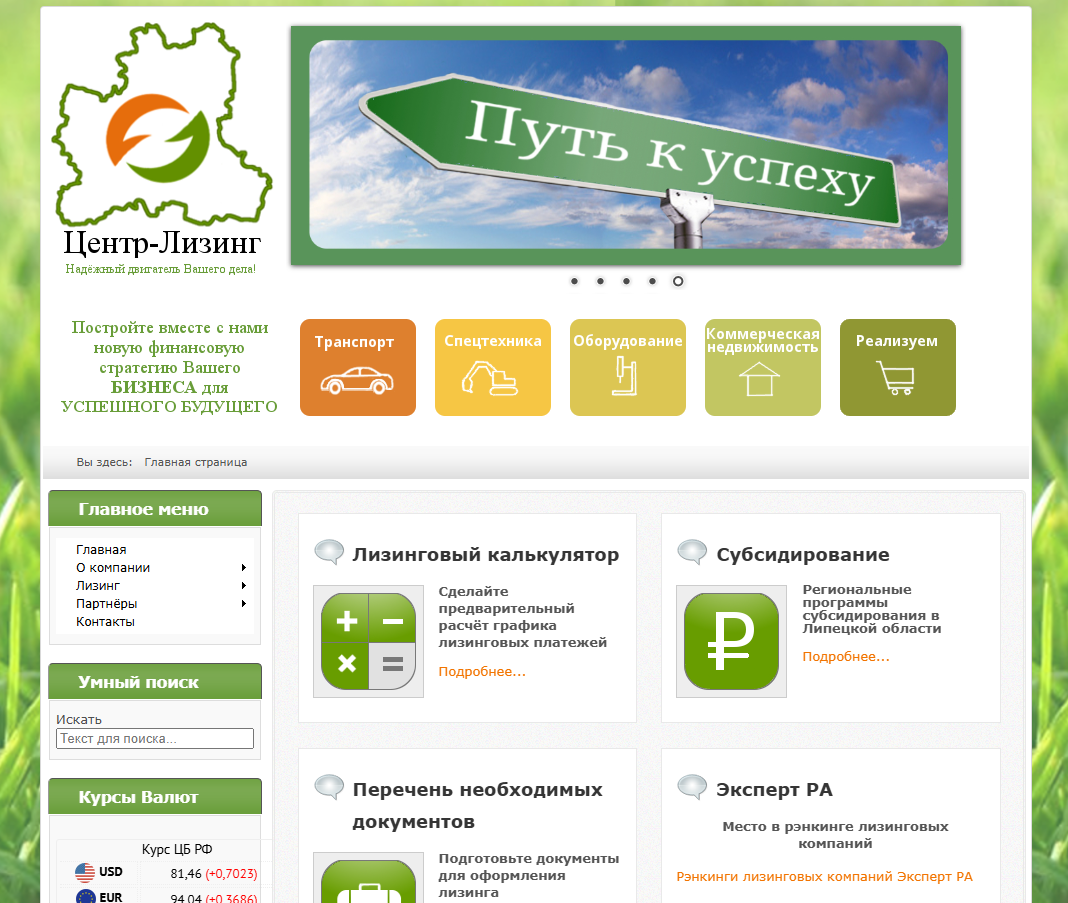 Центр-Лизинг
Надёжный двигатель Вашего дела!
Путь к успеху
Постройте вместе с нами
новую финансовую
стратегию Вашего
БИЗНЕСА для
УСПЕШНОГО БУДУЩЕГО
Транспорт
Спецтехника
Оборудование
Коммерческая
недвижимость
Реализуем
Вы здесь: Главная страница
Главное меню
Главная
О компании
Лизинг
Партнёры
Контакты
Умный поиск
Искать
Текст для поиска...
Курсы Валют
Курс ЦБ РФ
USD 81,46 (+0,7023)
EUR 94,04 (+0,3686)
Лизинговый калькулятор
Сделайте
предварительный
расчёт графика
лизинговых платежей
Подробнее...
Субсидирование
Региональные
программы
субсидирования в
Липецкой области
Подробнее...
Перечень необходимых
документов
Подготовьте документы
для оформления
лизинга
Эксперт РА
Место в рэнкинге лизинговых
компаний
Рэнкинги лизинговых компаний Эксперт РА